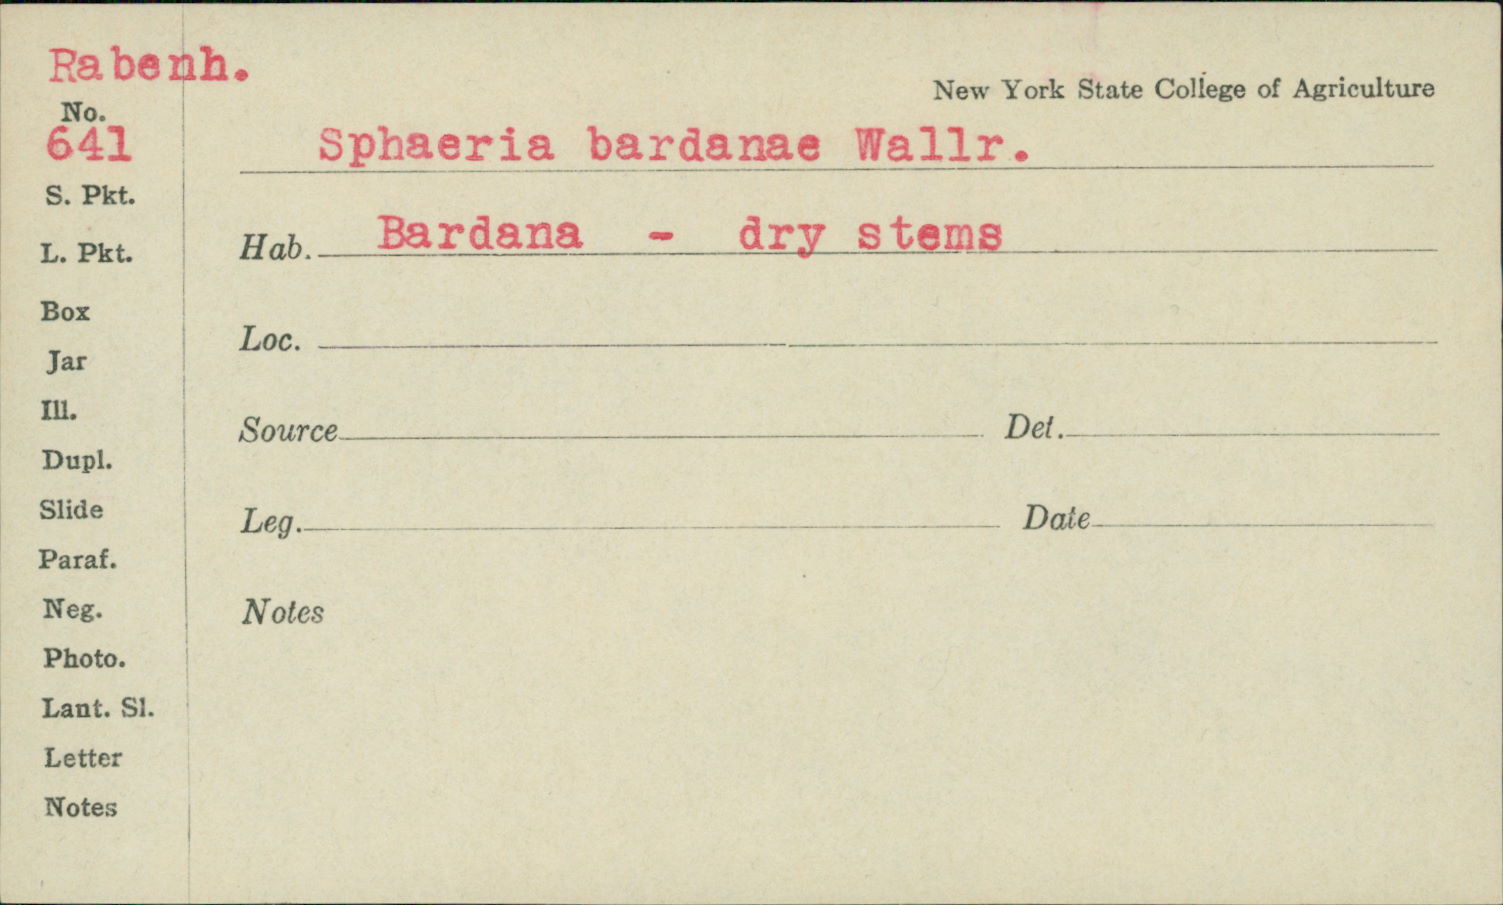 Rabenh.
New York State College of Agriculture
No.
641
Sphaeria bardanae Wallr.
S. Pkt.
Hab. Bardana - dry stems
L. Pkt.
Box
Loc.
Jar
Ill.
Source Det.
Dupl.
Slide
Leg. Date
Paraf.
Neg.
Notes
Photo.
Lant. Sl.
Letter
Notes